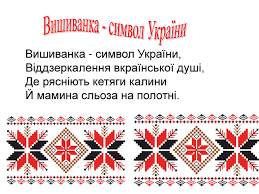 Вишиванка - символ України
Вишиванка - символ України,
Віддзеркалення вкраїнської душі,
Де рясніють кетяги калини
Й мамина сльоза на полотні.